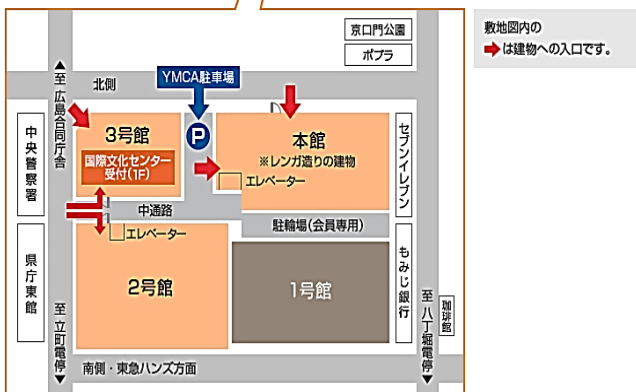 京口門公園
ポプラ
敷地図内の
➡は建物への入口です。
▲至 広島合同庁舎
北側
YMCA駐車場
P
3号館
国際文化センター
受付(1F)
本館
※レンガ造りの建物
エレベーター
中央警察署
セブンイレブン
中通路
駐輪場(会員専用)
エレベーター
県庁東館
2号館
1号館
もみじ銀行
珈琲館
至 立町電停▼
至 八丁堀電停▼
南側・東急ハンズ方面